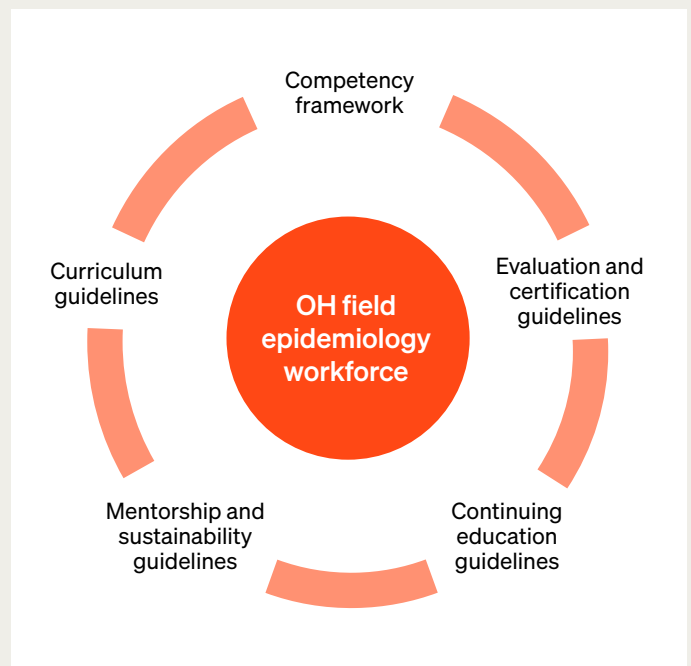 Competency
framework
Evaluation and
certification
guidelines
Continuing
education
guidelines
Mentorship and
sustainability
guidelines
Curriculum
guidelines
OH field
epidemiology
workforce